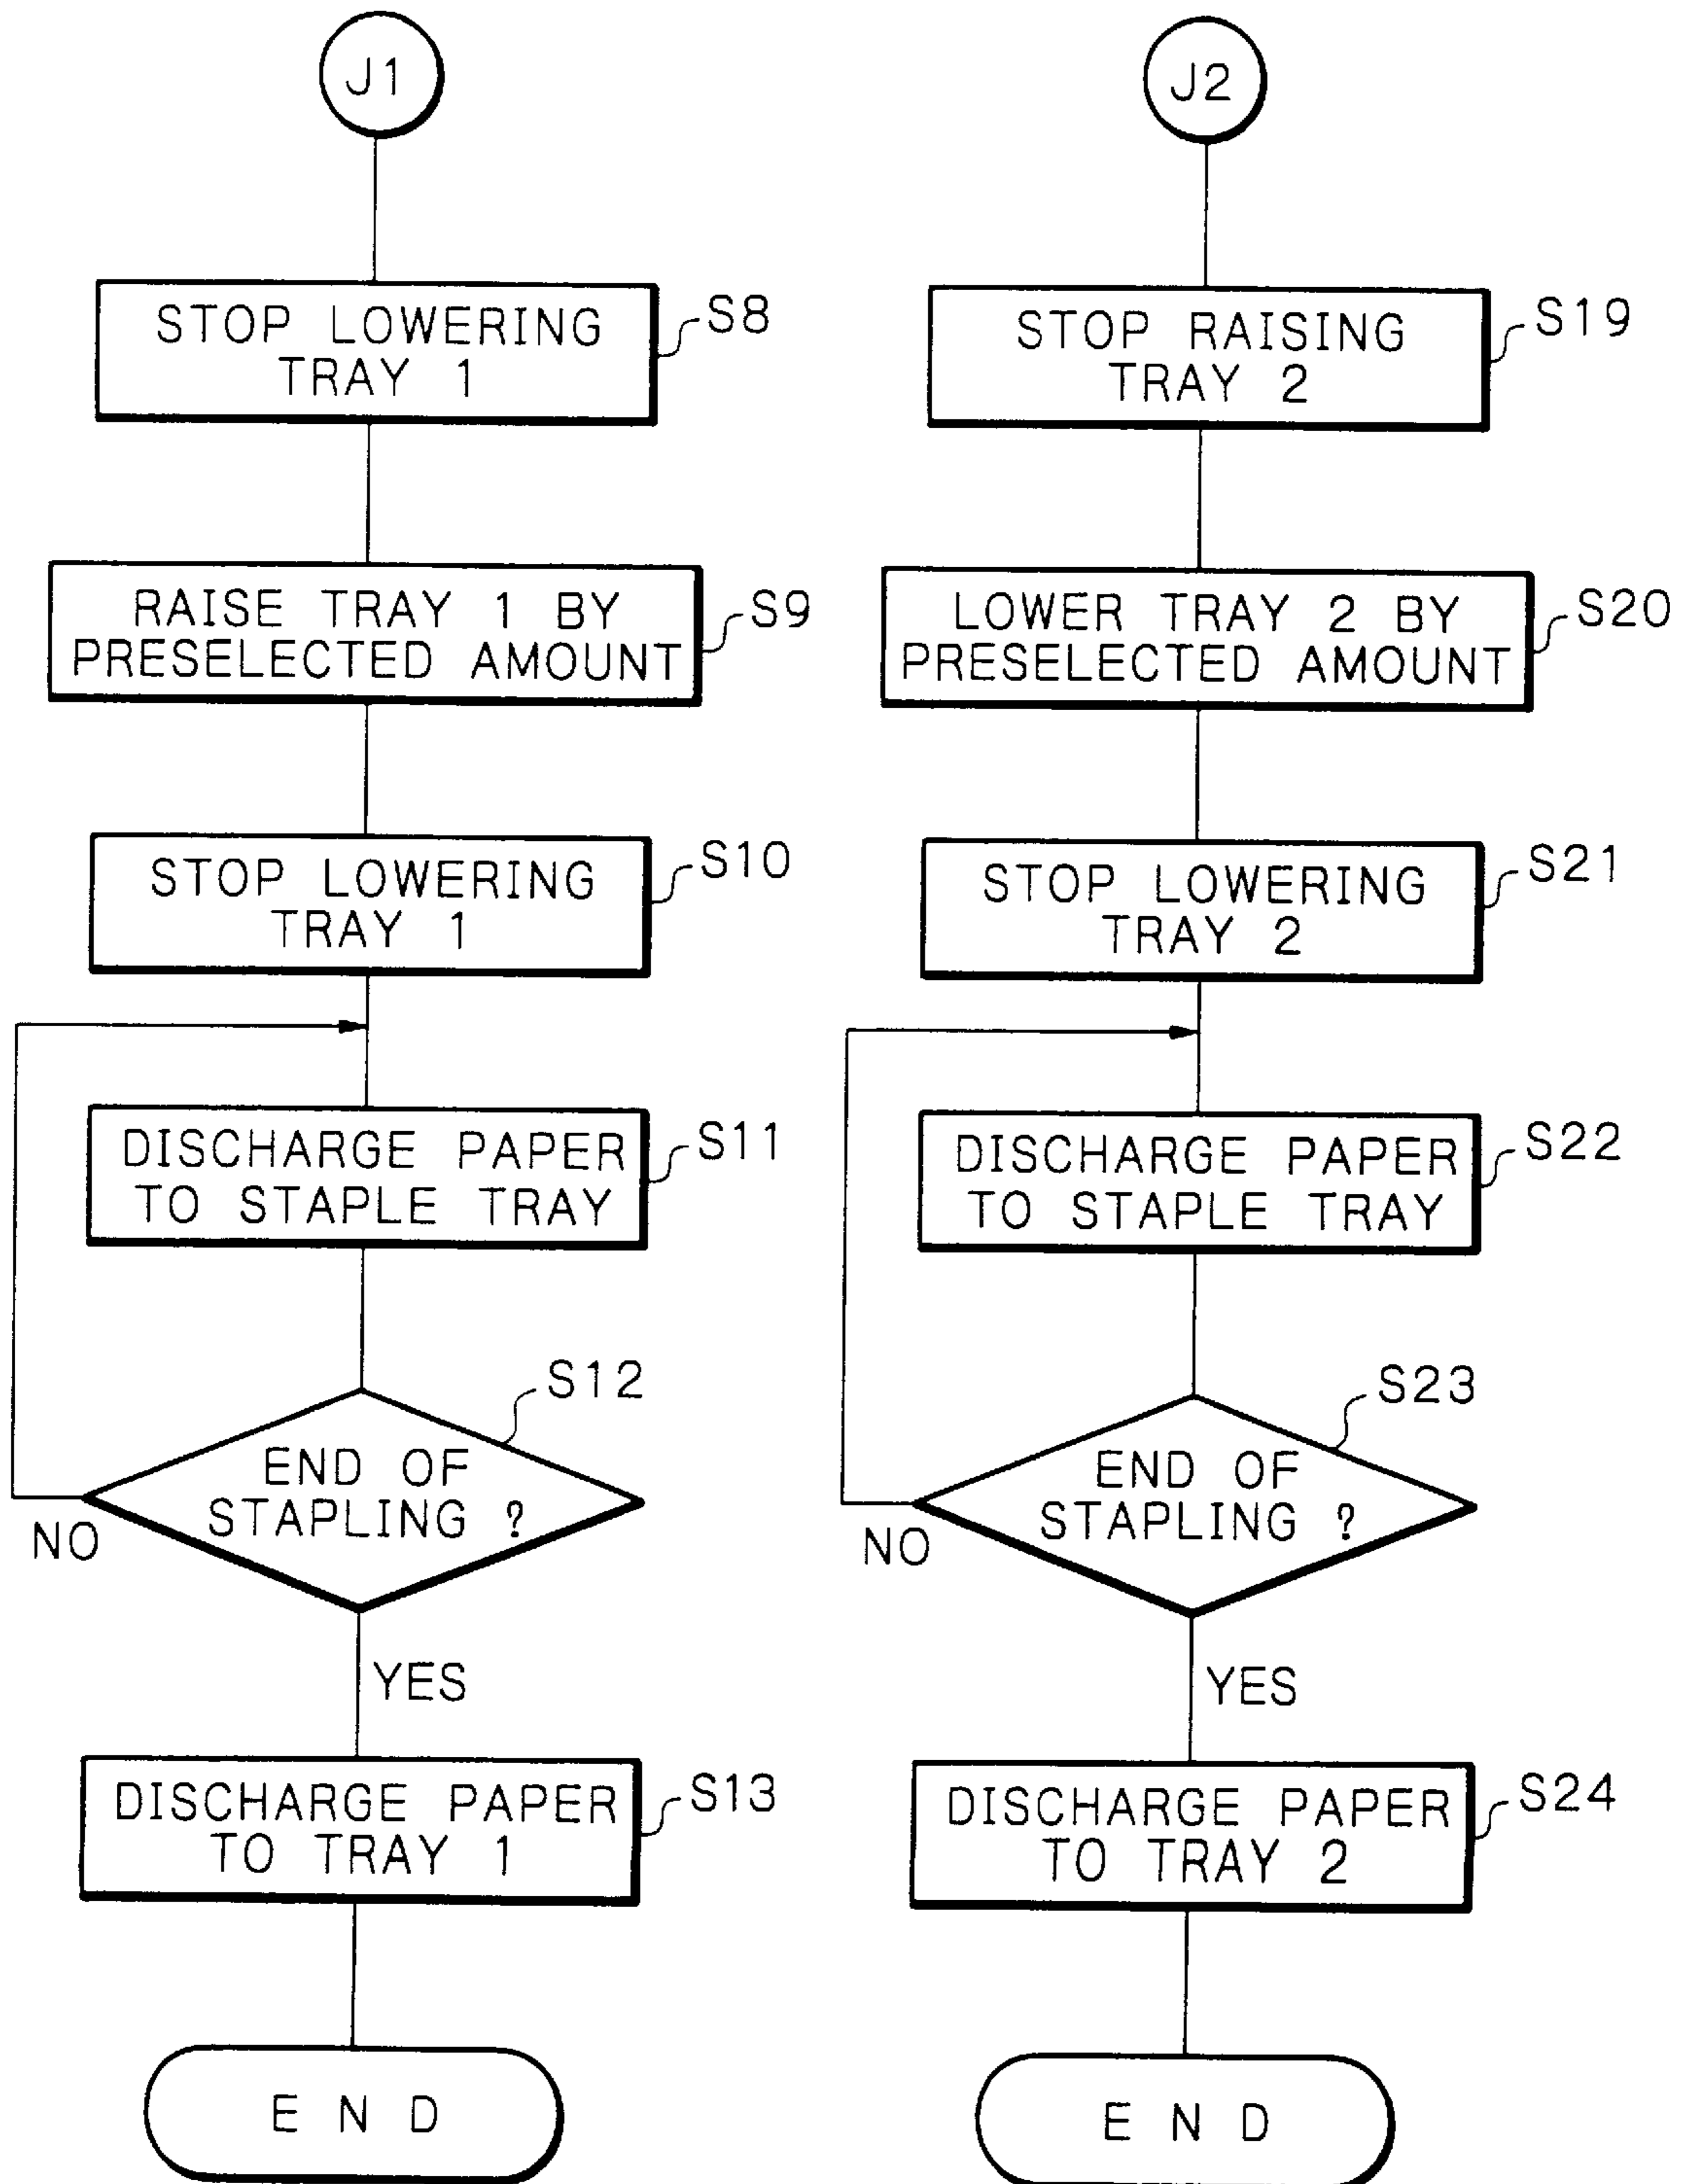 J1
STOP LOWERING
TRAY 1
S8
RAISE TRAY 1 BY
PRESELECTED AMOUNT
S9
STOP LOWERING
TRAY 1
S10
DISCHARGE PAPER
TO STAPLE TRAY
S11
END OF
STAPLING ?
S12
NO
YES
DISCHARGE PAPER
TO TRAY 1
S13
END
J2
STOP RAISING
TRAY 2
S19
LOWER TRAY 2 BY
PRESELECTED AMOUNT
S20
STOP LOWERING
TRAY 2
S21
DISCHARGE PAPER
TO STAPLE TRAY
S22
END OF
STAPLING ?
S23
NO
YES
DISCHARGE PAPER
TO TRAY 2
S24
END